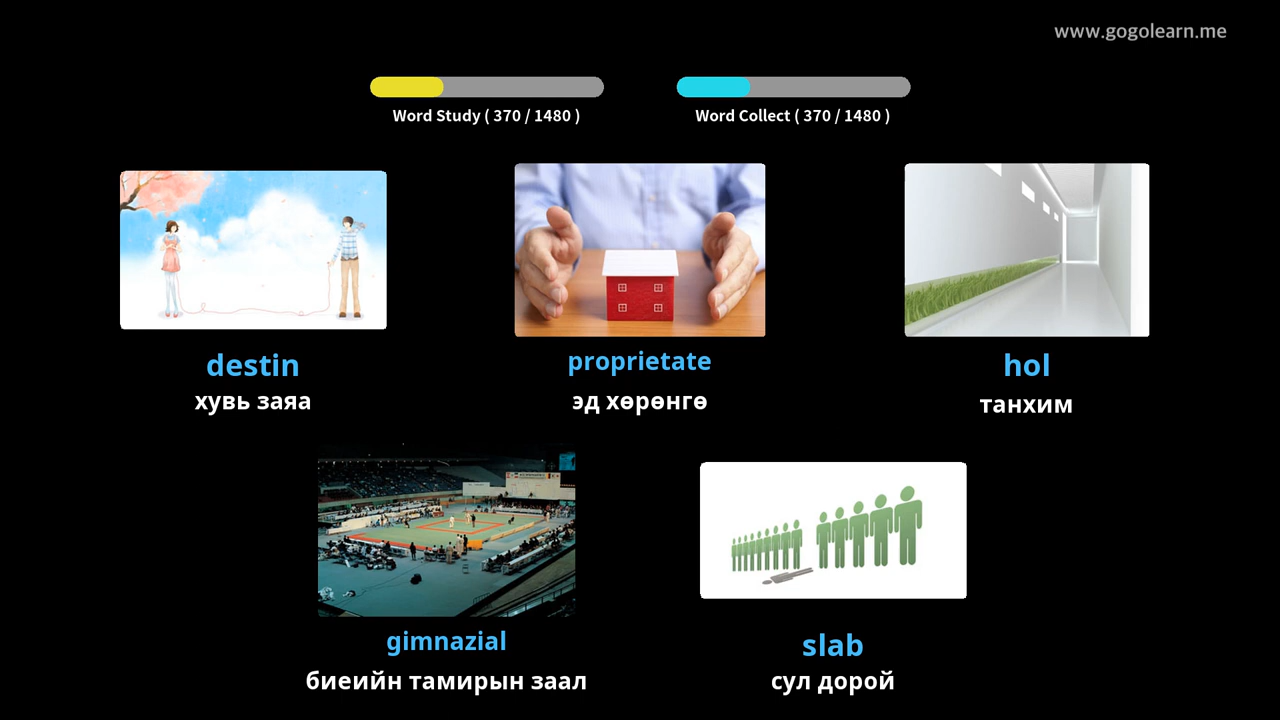 www.gogolearn.me
Word Study ( 370 / 1480 )
Word Collect ( 370 / 1480 )
destin
хувь заяа
proprietate
эд хөрөнгө
hol
танхим
gimnazial
биеийн тамирын заал
slab
сул дорой